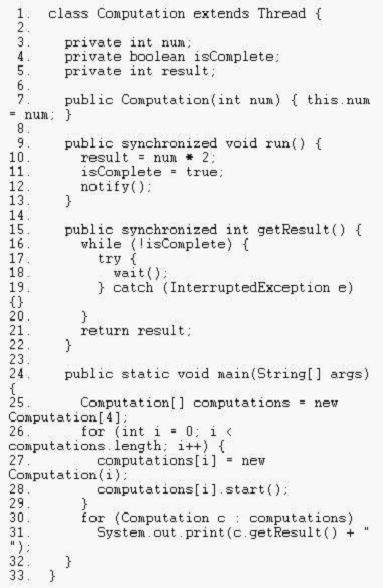 1. class Computation extends Thread {
2.
3. private int num;
4. private boolean isComplete;
5. private int result;
6.
7. public Computation(int num) { this.num
= num; }
8.
9. public synchronized void run() {
10. result = num * 2;
11. isComplete = true;
12. notify();
13. }
14.
15. public synchronized int getResult() {
16. while (!isComplete) {
17. try {
18. wait();
19. } catch (InterruptedException e)
{}
20. }
21. return result;
22. }
23.
24. public static void main(String[] args)
{
25. Computation[] computations = new
Computation[4];
26. for (int i = 0; i <
computations.length; i++) {
27. computations[i] = new
Computation(i);
28. computations[i].start();
29. }
30. for (Computation c : computations)
31. System.out.print(c.getResult() + "
");
32. }
33. }